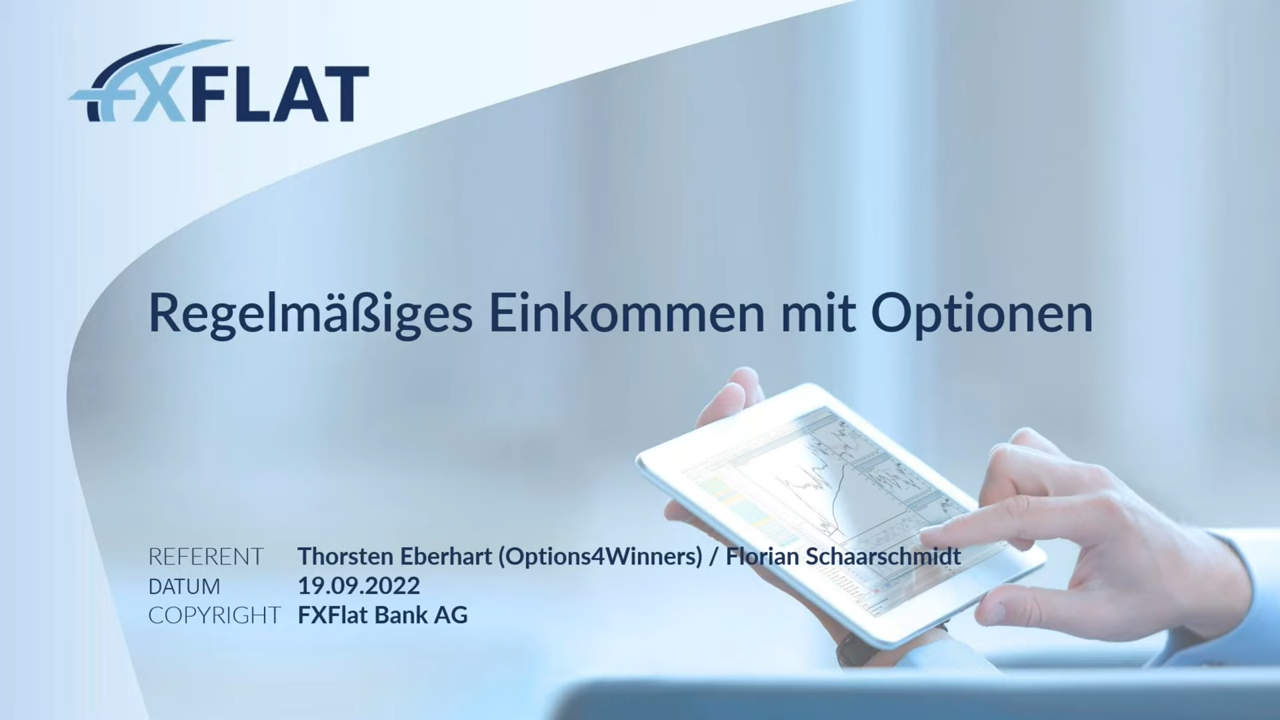 FXFLAT
Regelmäßiges Einkommen mit Optionen
REFERENT Thorsten Eberhart (Options4Winners) / Florian Schaarschmidt
DATUM 19.09.2022
COPYRIGHT FXFlat Bank AG